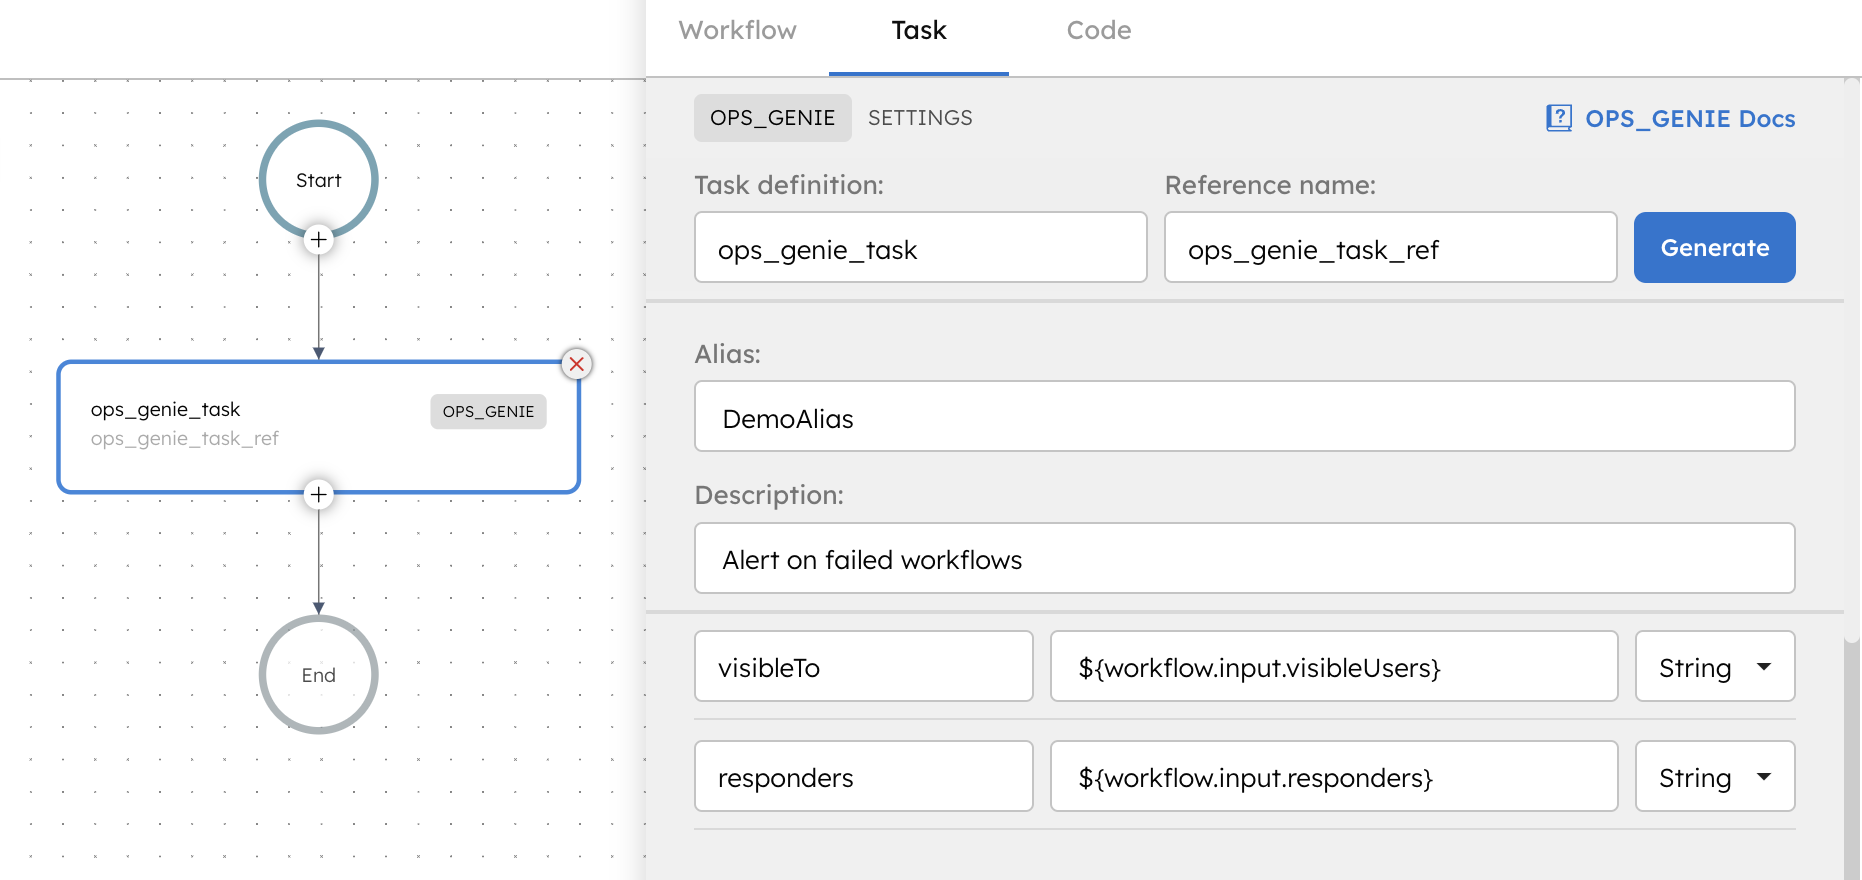 Workflow
Task
Code
Start
ops_genie_task
ops_genie_task_ref
OPS_GENIE
End
OPS_GENIE
SETTINGS
OPS_GENIE Docs
Task definition:
ops_genie_task
Reference name:
ops_genie_task_ref
Generate
Alias:
DemoAlias
Description:
Alert on failed workflows
visibleTo
${workflow.input.visibleUsers}
String
responders
${workflow.input.responders}
String